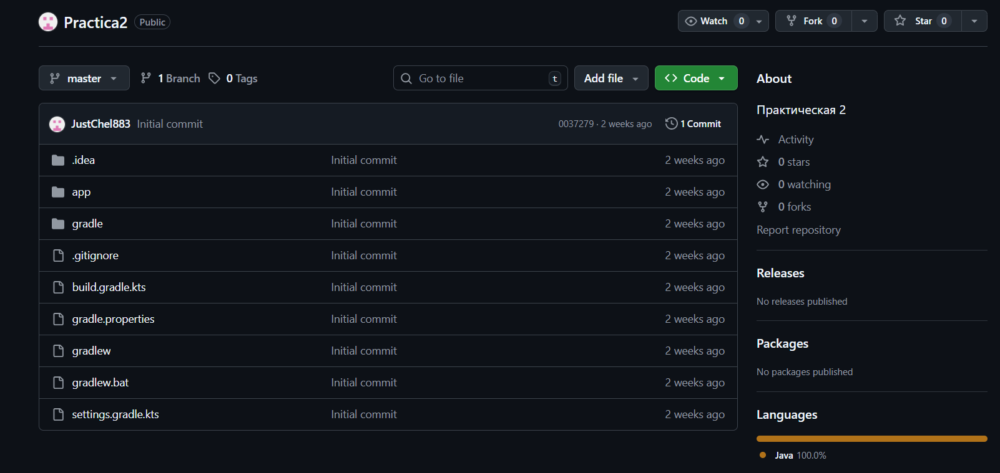 Practica2 Public Watch 0 Fork 0 Star 0
master 1 Branch 0 Tags Go to file t Add file Code
JustChel883 Initial commit 0037279 · 2 weeks ago 1 Commit
.idea Initial commit 2 weeks ago
app Initial commit 2 weeks ago
gradle Initial commit 2 weeks ago
.gitignore Initial commit 2 weeks ago
build.gradle.kts Initial commit 2 weeks ago
gradle.properties Initial commit 2 weeks ago
gradlew Initial commit 2 weeks ago
gradlew.bat Initial commit 2 weeks ago
settings.gradle.kts Initial commit 2 weeks ago
About
Практическая 2
Activity
0 stars
0 watching
0 forks
Report repository
Releases
No releases published
Packages
No packages published
Languages
Java 100.0%